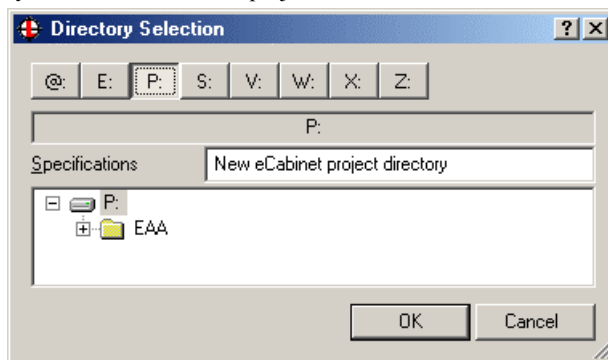 Directory Selection
@: E: P: S: V: W: X: Z:
P:
Specifications New eCabinet project directory
P:
EAA
OK Cancel